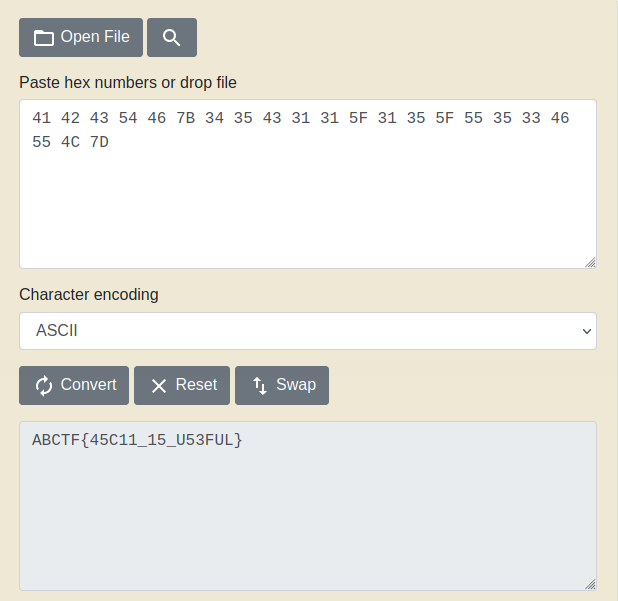 Open File
Paste hex numbers or drop file
41 42 43 54 46 7B 34 35 43 31 31 5F 31 35 5F 55 35 33 46
55 4C 7D
Character encoding
ASCII
Convert Reset Swap
ABCTF{45C11_15_U53FUL}